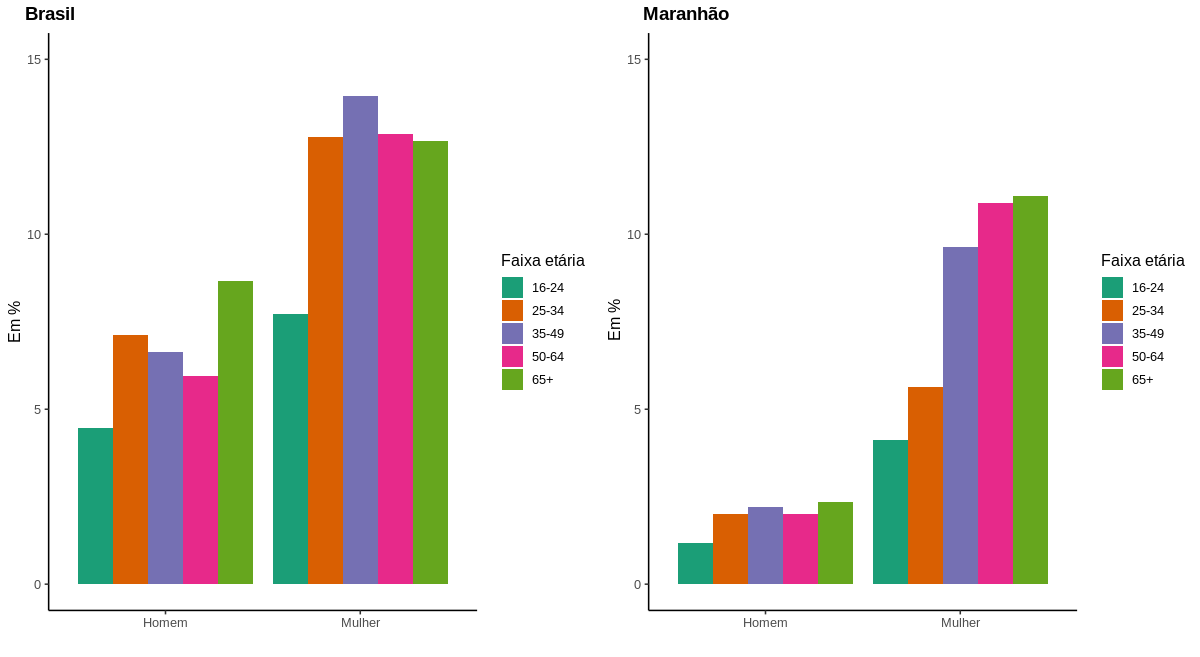 Brasil
Em %
15
10
5
0
Homem
Mulher
Faixa etária
16-24
25-34
35-49
50-64
65+
Maranhão
Em %
15
10
5
0
Homem
Mulher
Faixa etária
16-24
25-34
35-49
50-64
65+